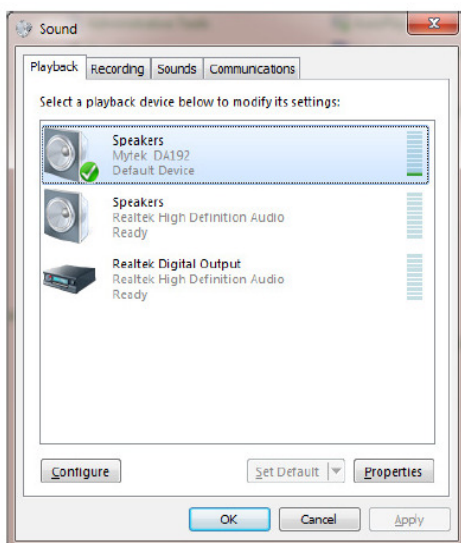 Sound
Playback Recording Sounds Communications
Select a playback device below to modify its settings:
Speakers
Mytek DA192
Default Device
Speakers
Realtek High Definition Audio
Ready
Realtek Digital Output
Realtek High Definition Audio
Ready
Configure Set Default Properties
OK Cancel Apply